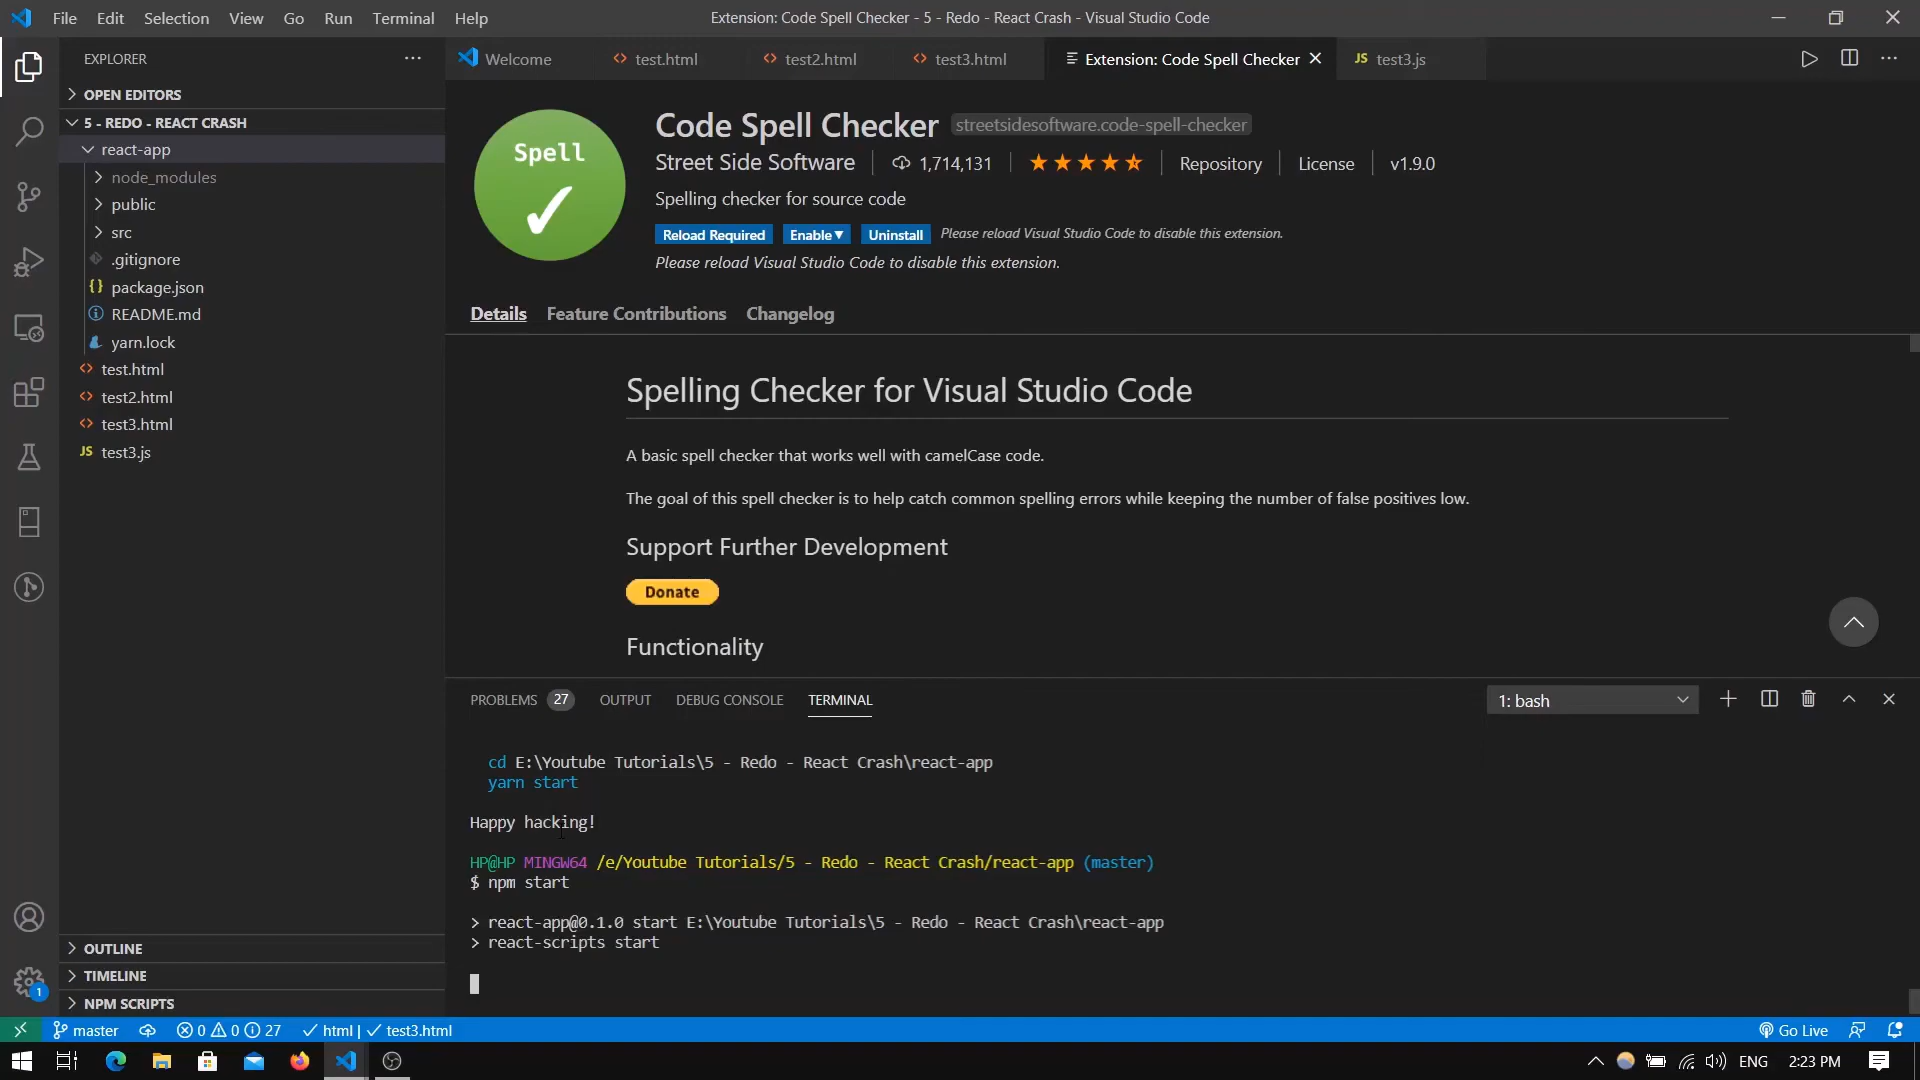 File Edit Selection View Go Run Terminal Help
Extension: Code Spell Checker - 5 - Redo - React Crash - Visual Studio Code
EXPLORER
OPEN EDITORS
5 - REDO - REACT CRASH
react-app
node_modules
public
src
.gitignore
package.json
README.md
yarn.lock
test.html
test2.html
test3.html
JS test3.js
OUTLINE
TIMELINE
NPM SCRIPTS
1
Welcome test.html test2.html test3.html Extension: Code Spell Checker JS test3.js
Spell
Code Spell Checker streetsidesoftware.code-spell-checker
Street Side Software 1,714,131 Repository License v1.9.0
Spelling checker for source code
Reload Required Enable Uninstall Please reload Visual Studio Code to disable this extension.
Please reload Visual Studio Code to disable this extension.
Details Feature Contributions Changelog
Spelling Checker for Visual Studio Code
A basic spell checker that works well with camelCase code.
The goal of this spell checker is to help catch common spelling errors while keeping the number of false positives low.
Support Further Development
Donate
Functionality
PROBLEMS 27 OUTPUT DEBUG CONSOLE TERMINAL 1: bash
cd E:\Youtube Tutorials\5 - Redo - React Crash\react-app
yarn start
Happy hacking!
HP@HP MINGW64 /e/Youtube Tutorials/5 - Redo - React Crash/react-app (master)
$ npm start
> react-app@0.1.0 start E:\Youtube Tutorials\5 - Redo - React Crash\react-app
> react-scripts start
master 0 0 27 html | test3.html Go Live
ENG 2:23 PM